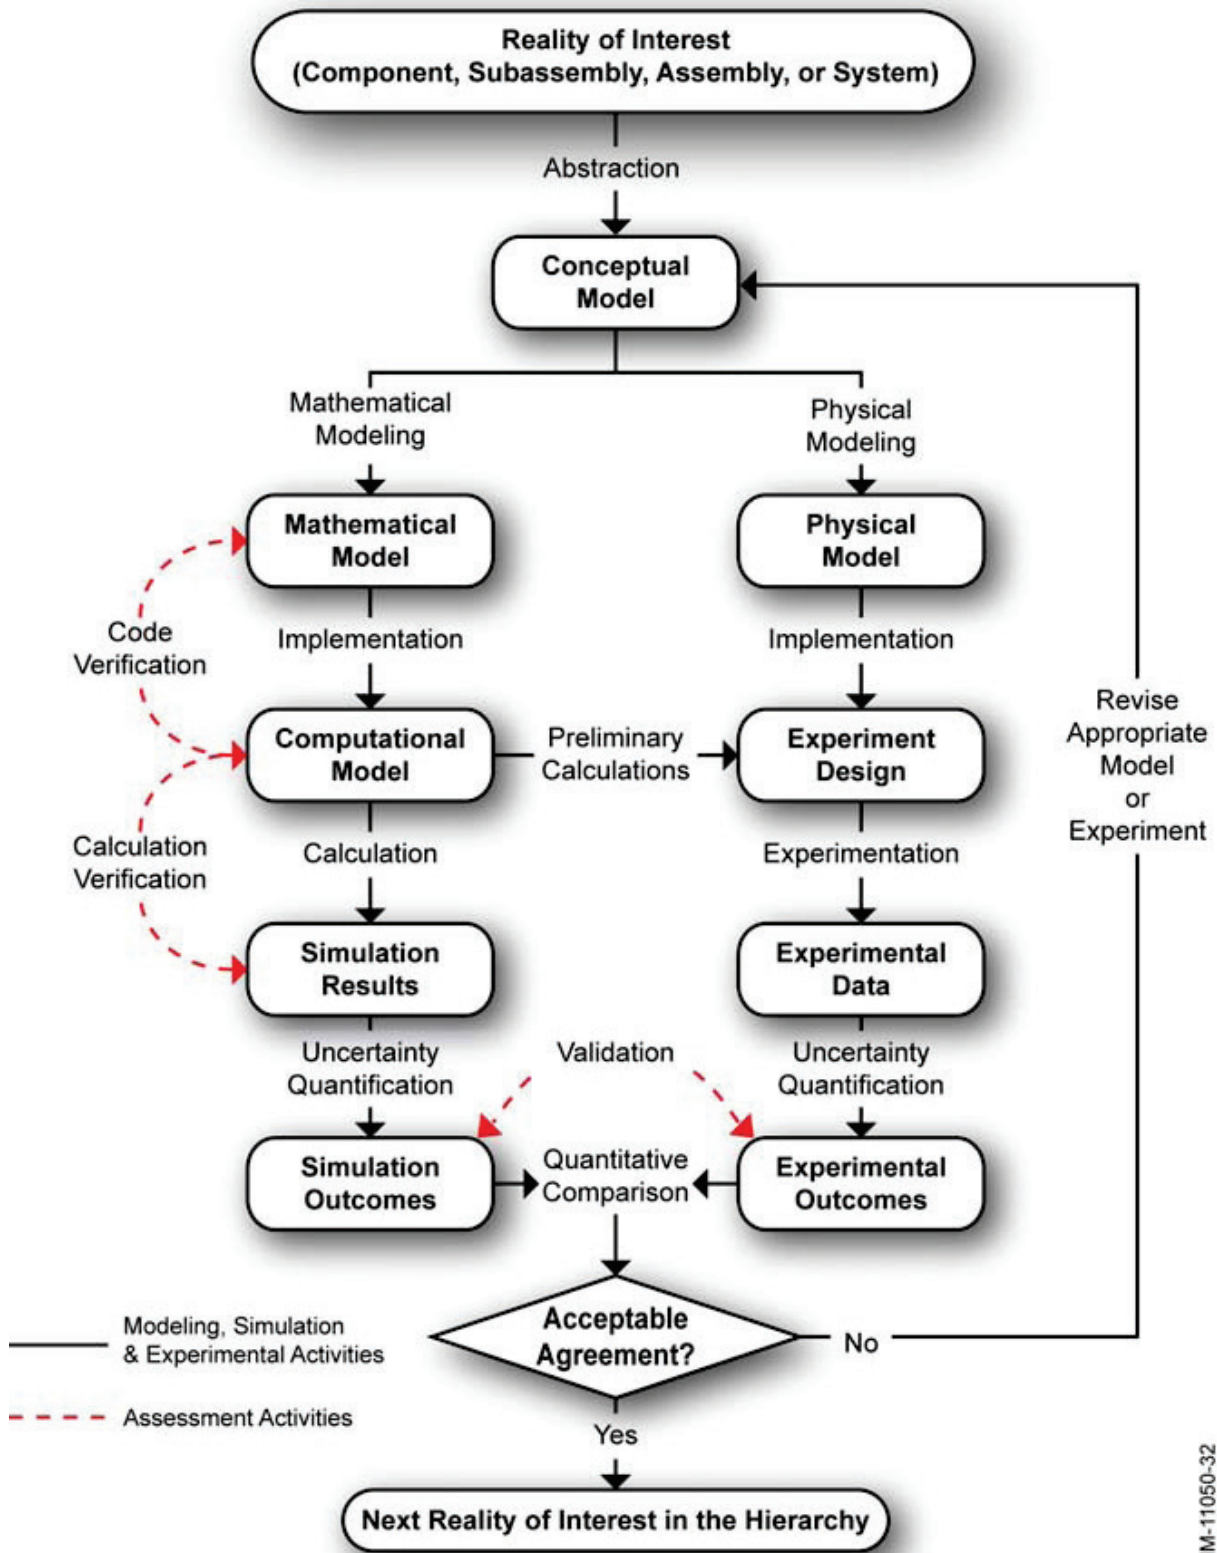 Reality of Interest
(Component, Subassembly, Assembly, or System)
Abstraction
Conceptual
Model
Mathematical
Modeling
Physical
Modeling
Mathematical
Model
Physical
Model
Code
Verification
Implementation
Implementation
Computational
Model
Preliminary
Calculations
Experiment
Design
Revise
Appropriate
Model
or
Experiment
Calculation
Verification
Calculation
Experimentation
Simulation
Results
Experimental
Data
Uncertainty
Quantification
Validation
Uncertainty
Quantification
Simulation
Outcomes
Quantitative
Comparison
Experimental
Outcomes
Acceptable
Agreement?
No
Modeling, Simulation
& Experimental Activities
Assessment Activities
Yes
Next Reality of Interest in the Hierarchy
M-11050-32